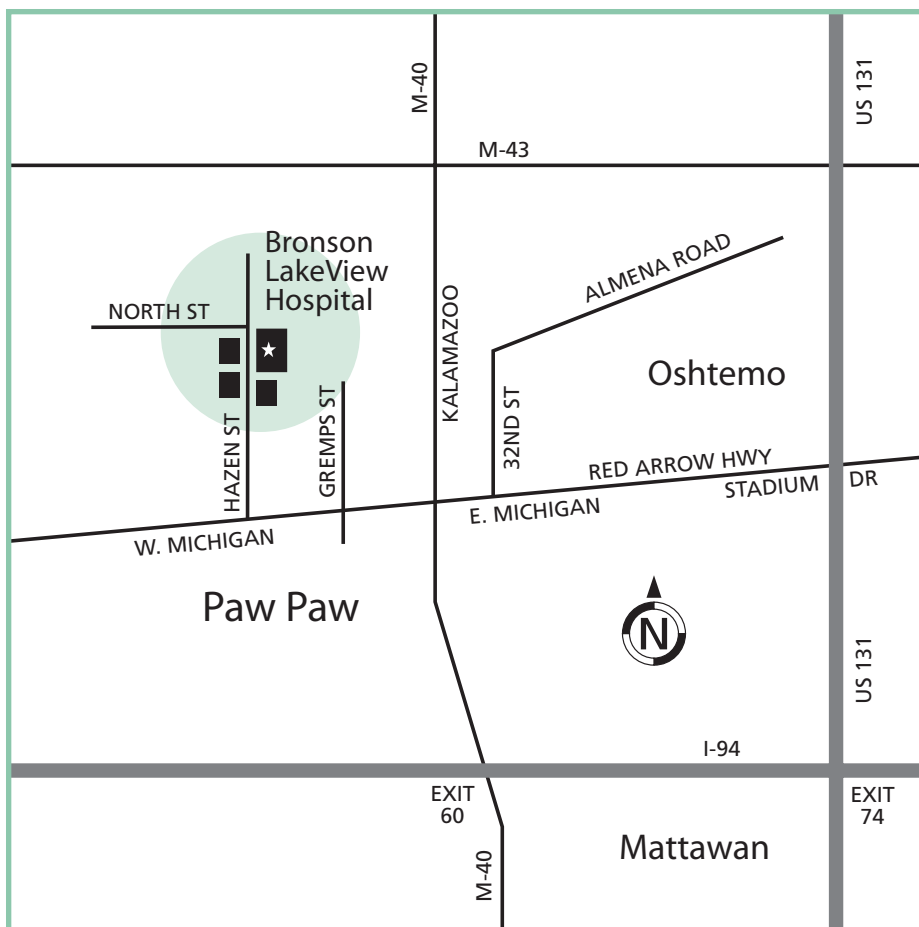 M-40
US 131
M-43
Bronson
LakeView
Hospital
ALMENA ROAD
NORTH ST
KALAMAZOO
Oshtemo
HAZEN ST
GREMPS ST
32ND ST
RED ARROW HWY
STADIUM DR
E. MICHIGAN
W. MICHIGAN
Paw Paw
N
US 131
I-94
EXIT
60
EXIT
74
Mattawan
M-40